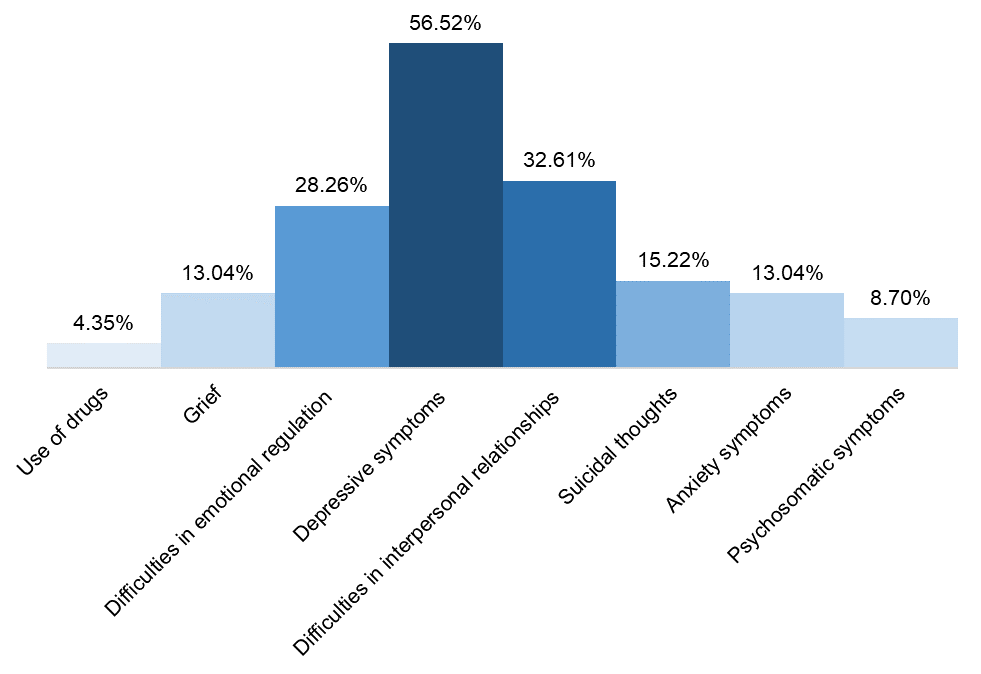 56.52%
32.61%
28.26%
15.22%
13.04%
13.04%
8.70%
4.35%
Use of drugs
Grief
Difficulties in emotional regulation
Depressive symptoms
Difficulties in interpersonal relationships
Suicidal thoughts
Anxiety symptoms
Psychosomatic symptoms